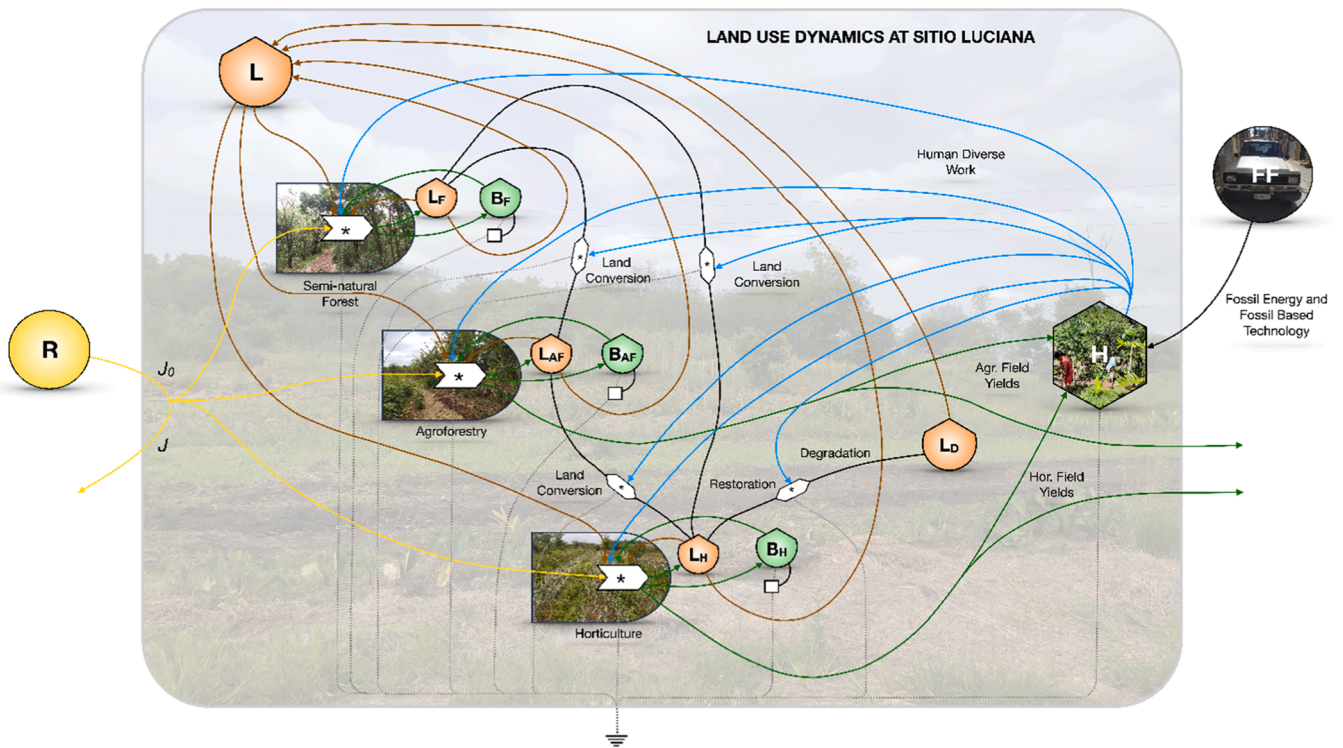 LAND USE DYNAMICS AT SITIO LUCIANA
L
Human Diverse
Work
FF
LF
BF
*
*
*
Land
Conversion
Land
Conversion
Semi-natural
Forest
Fossil Energy and
Fossil Based
Technology
R
H
LAF
BAF
J0
*
Agr. Field
Yields
Agroforestry
J
LD
Degradation
Land
Conversion
*
Restoration
*
Hor. Field
Yields
LH
BH
*
Horticulture